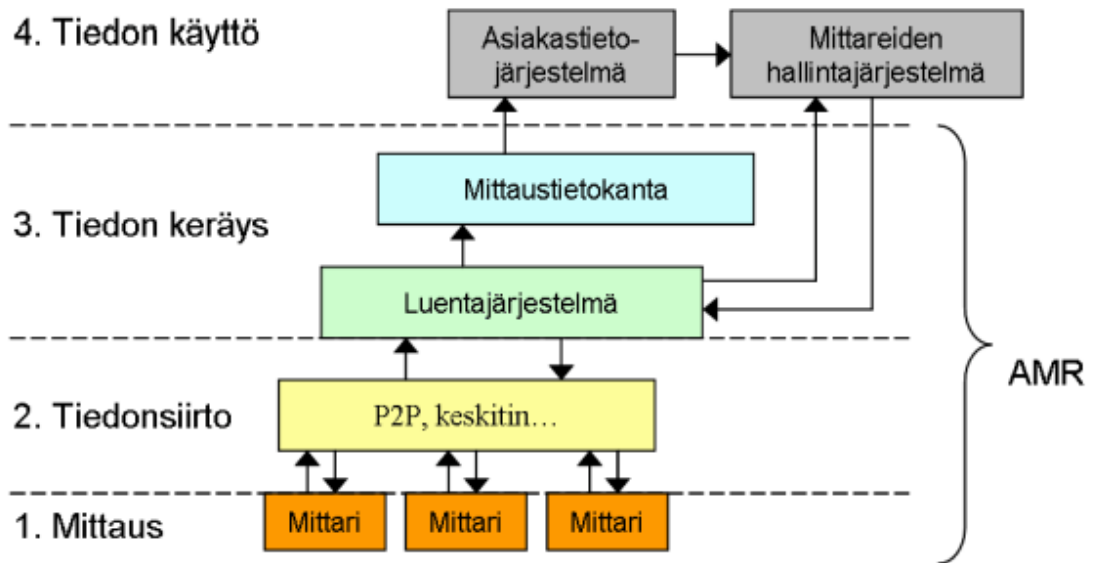 4. Tiedon käyttö
Asiakastieto-
järjestelmä
Mittareiden
hallintajärjestelmä
3. Tiedon keräys
Mittaustietokanta
Luentajärjestelmä
AMR
2. Tiedonsiirto
P2P, keskitin…
1. Mittaus
Mittari
Mittari
Mittari